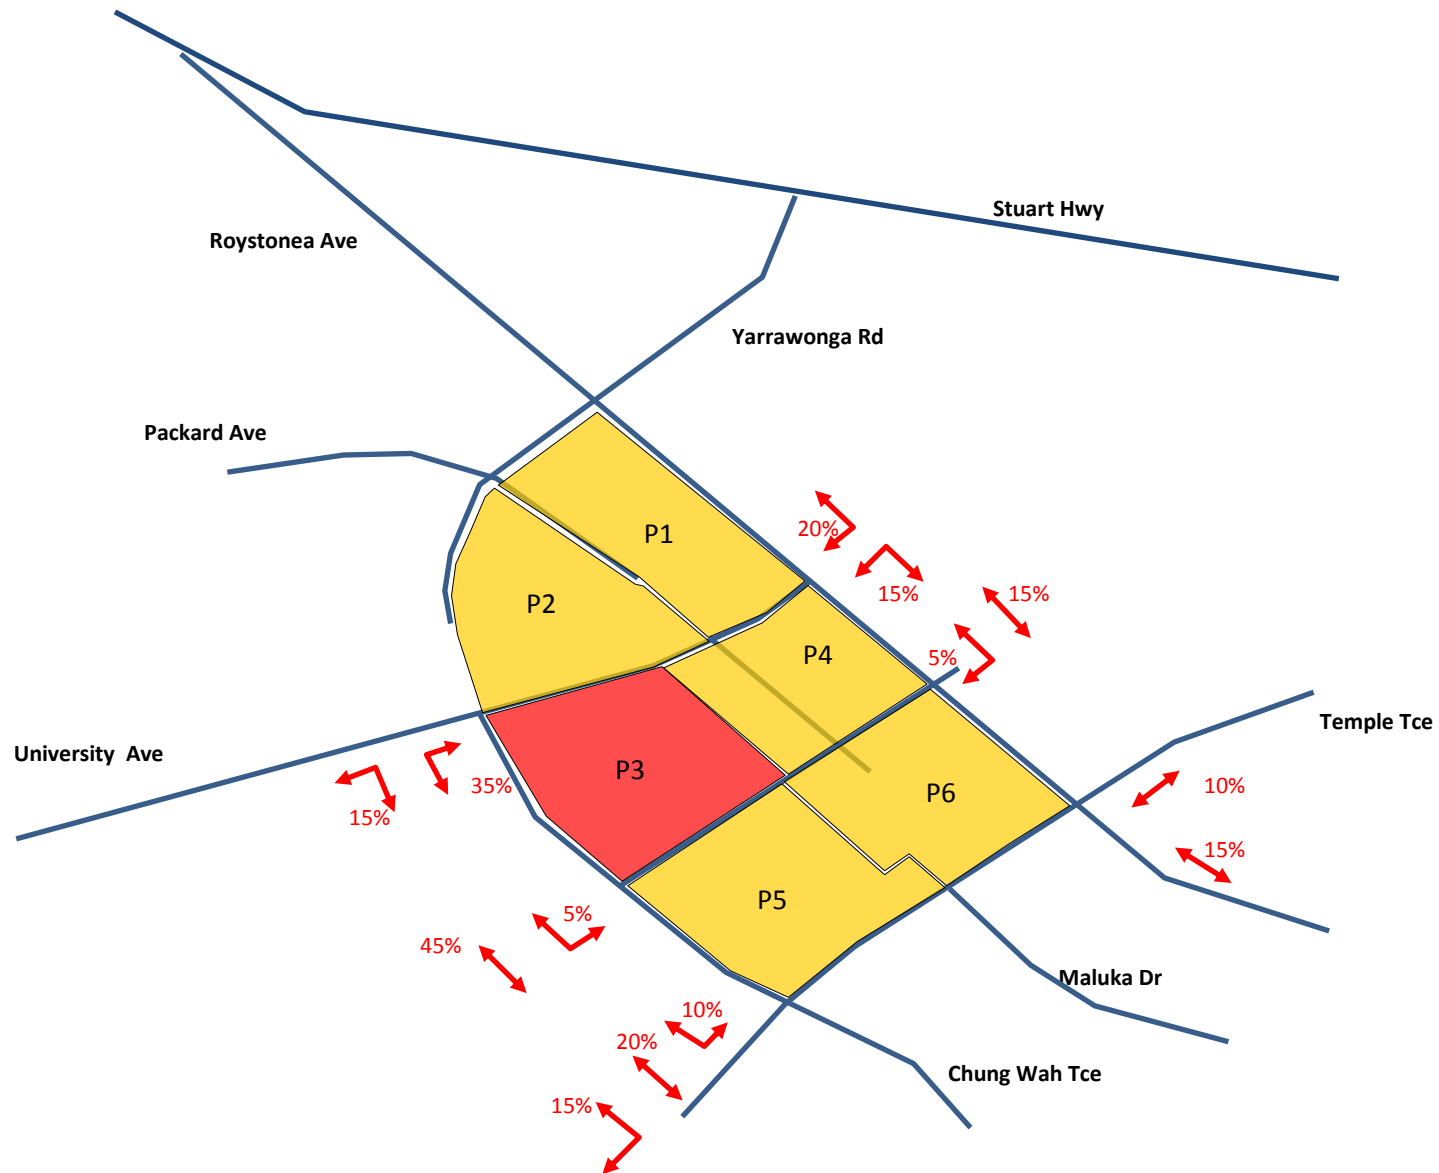 Stuart Hwy
Roystonea Ave
Yarrawonga Rd
Packard Ave
P1
20%
15%
15%
P2
P4
5%
Temple Tce
University  Ave
P3
35%
P6
10%
15%
15%
P5
5%
45%
Maluka Dr
10%
20%
Chung Wah Tce
15%